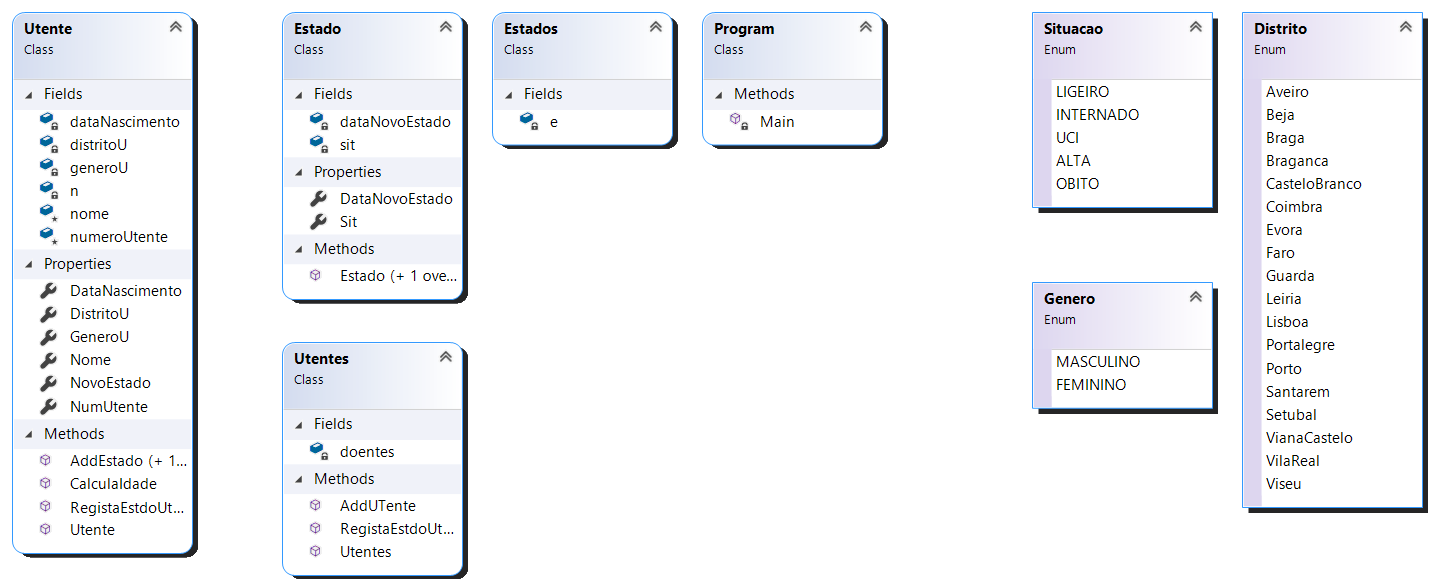 Utente
Class
Fields
dataNascimento
distritoU
generoU
n
nome
numeroUtente
Properties
DataNascimento
DistritoU
GeneroU
Nome
NovoEstado
NumUtente
Methods
AddEstado (+ 1...
CalculaIdade
RegistaEstdoUt...
Utente
Estado
Class
Fields
dataNovoEstado
sit
Properties
DataNovoEstado
Sit
Methods
Estado (+ 1 ove...
Utentes
Class
Fields
doentes
Methods
AddUTente
RegistaEstdoUt...
Utentes
Estados
Class
Fields
e
Program
Class
Methods
Main
Situacao
Enum
LIGEIRO
INTERNADO
UCI
ALTA
OBITO
Genero
Enum
MASCULINO
FEMININO
Distrito
Enum
Aveiro
Beja
Braga
Braganca
CasteloBranco
Coimbra
Evora
Faro
Guarda
Leiria
Lisboa
Portalegre
Porto
Santarem
Setubal
VianaCastelo
VilaReal
Viseu